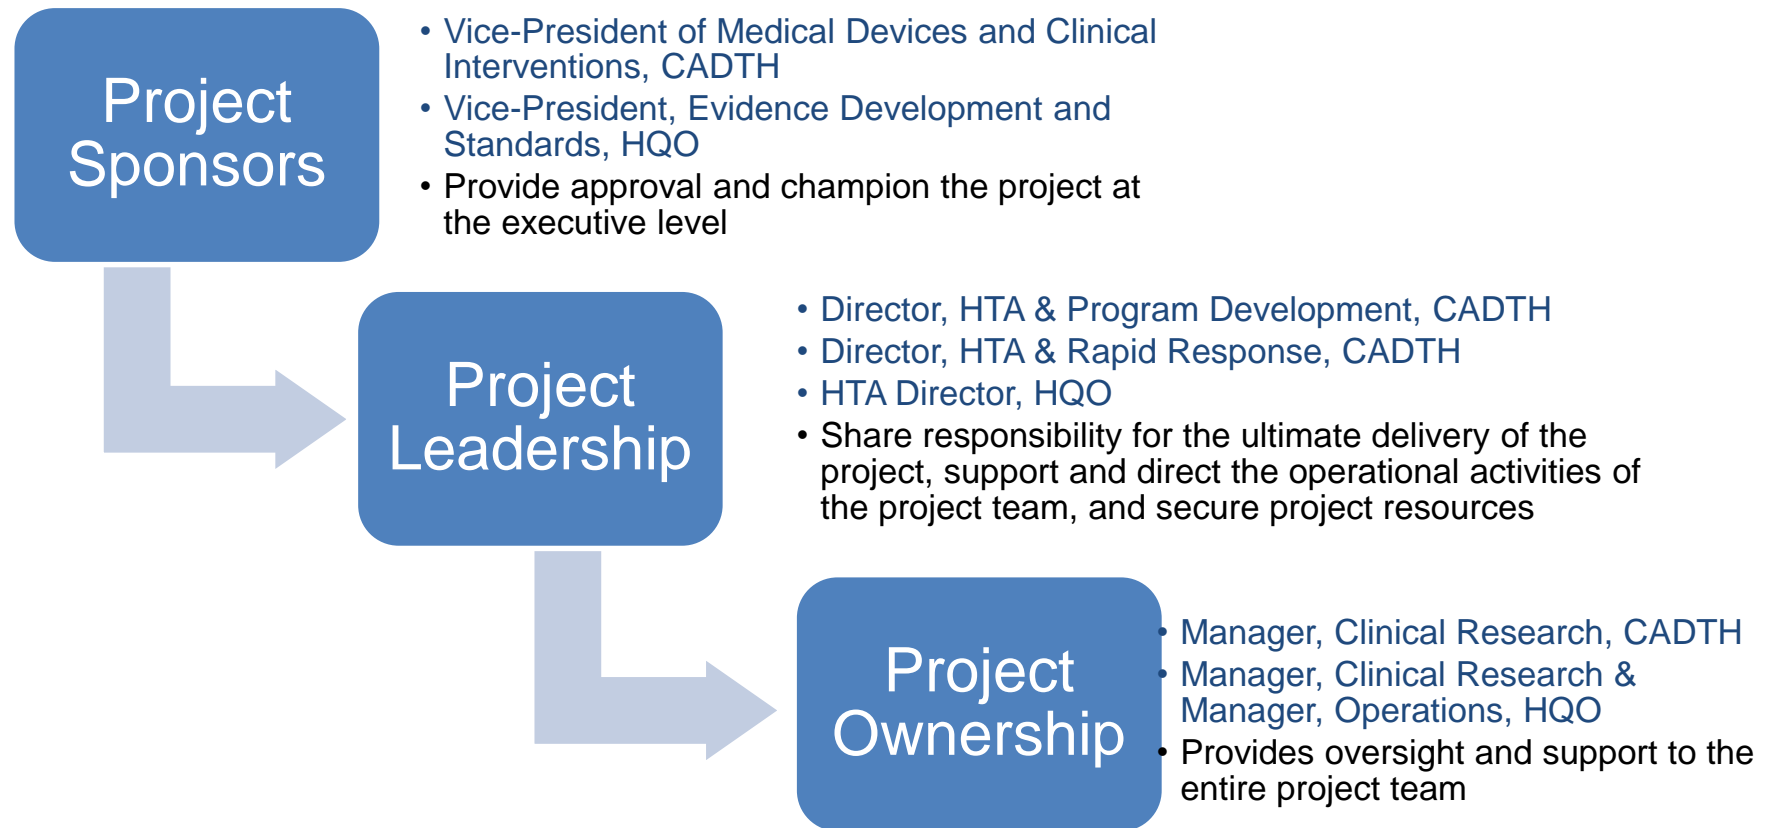 Project
Sponsors
• Vice-President of Medical Devices and Clinical
Interventions, CADTH
• Vice-President, Evidence Development and
Standards, HQO
• Provide approval and champion the project at
the executive level
Project
Leadership
• Director, HTA & Program Development, CADTH
• Director, HTA & Rapid Response, CADTH
• HTA Director, HQO
• Share responsibility for the ultimate delivery of the
project, support and direct the operational activities of
the project team, and secure project resources
Project
Ownership
• Manager, Clinical Research, CADTH
• Manager, Clinical Research &
Manager, Operations, HQO
• Provides oversight and support to the
entire project team